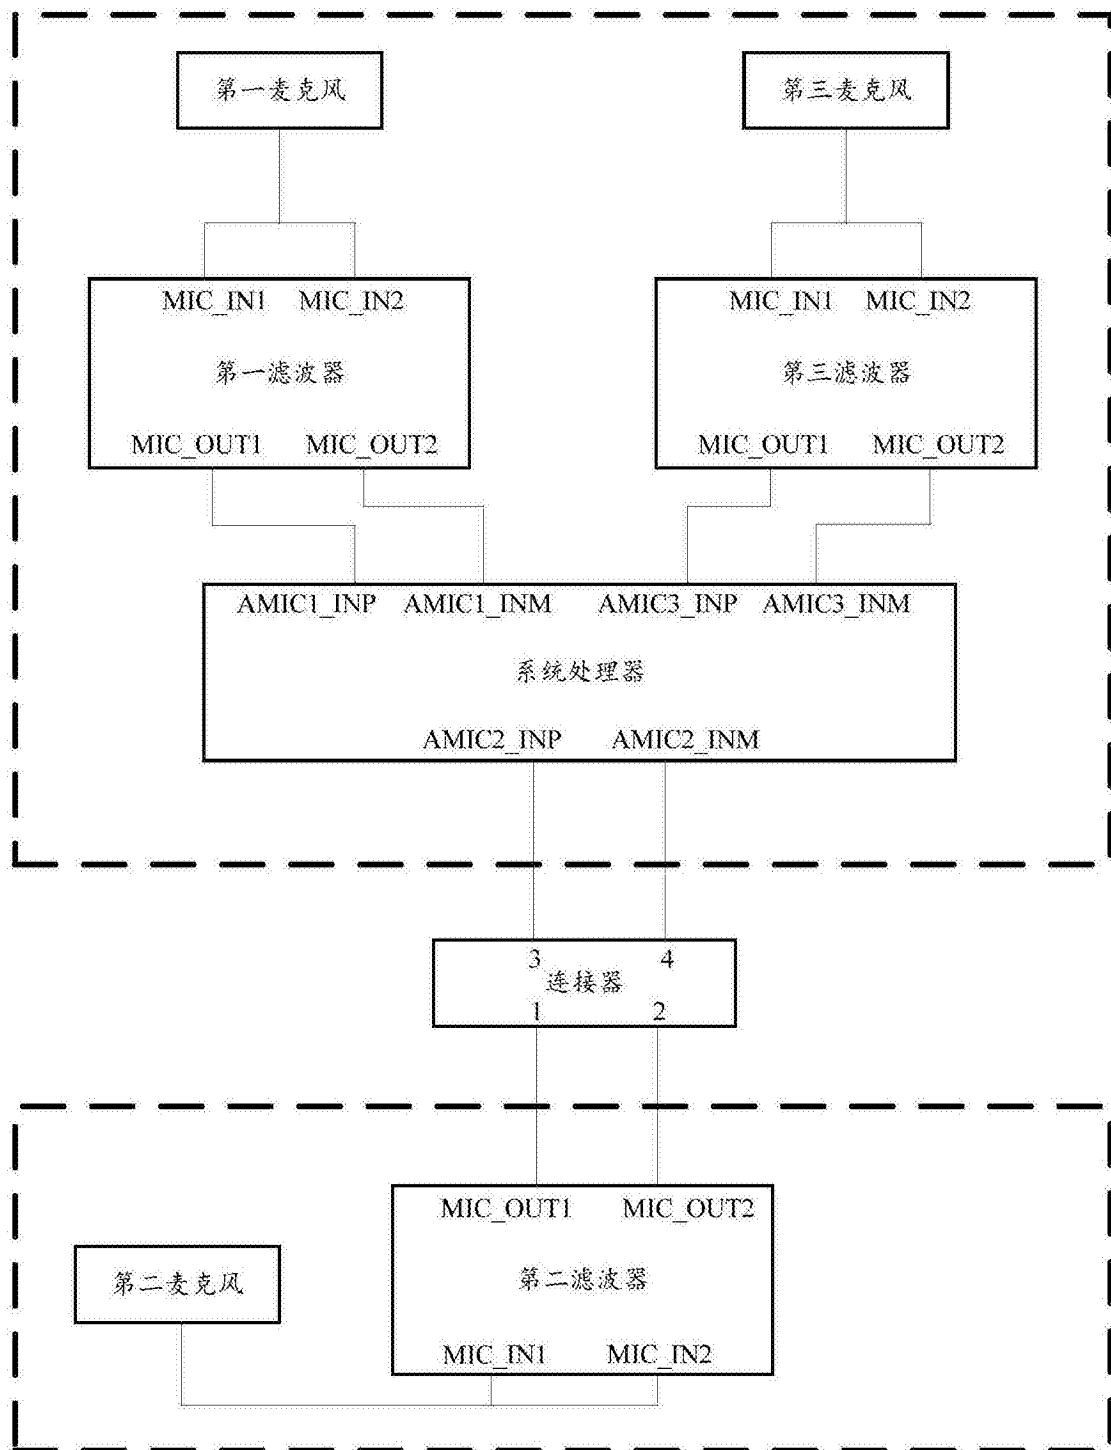 第一麦克风
第三麦克风
MIC_IN1 MIC_IN2
MIC_IN1 MIC_IN2
第一滤波器
第三滤波器
MIC_OUT1 MIC_OUT2
MIC_OUT1 MIC_OUT2
AMIC1_INP AMIC1_INM AMIC3_INP AMIC3_INM
系统处理器
AMIC2_INP AMIC2_INM
3 4
连接器
1 2
MIC_OUT1 MIC_OUT2
第二麦克风
第二滤波器
MIC_IN1 MIC_IN2